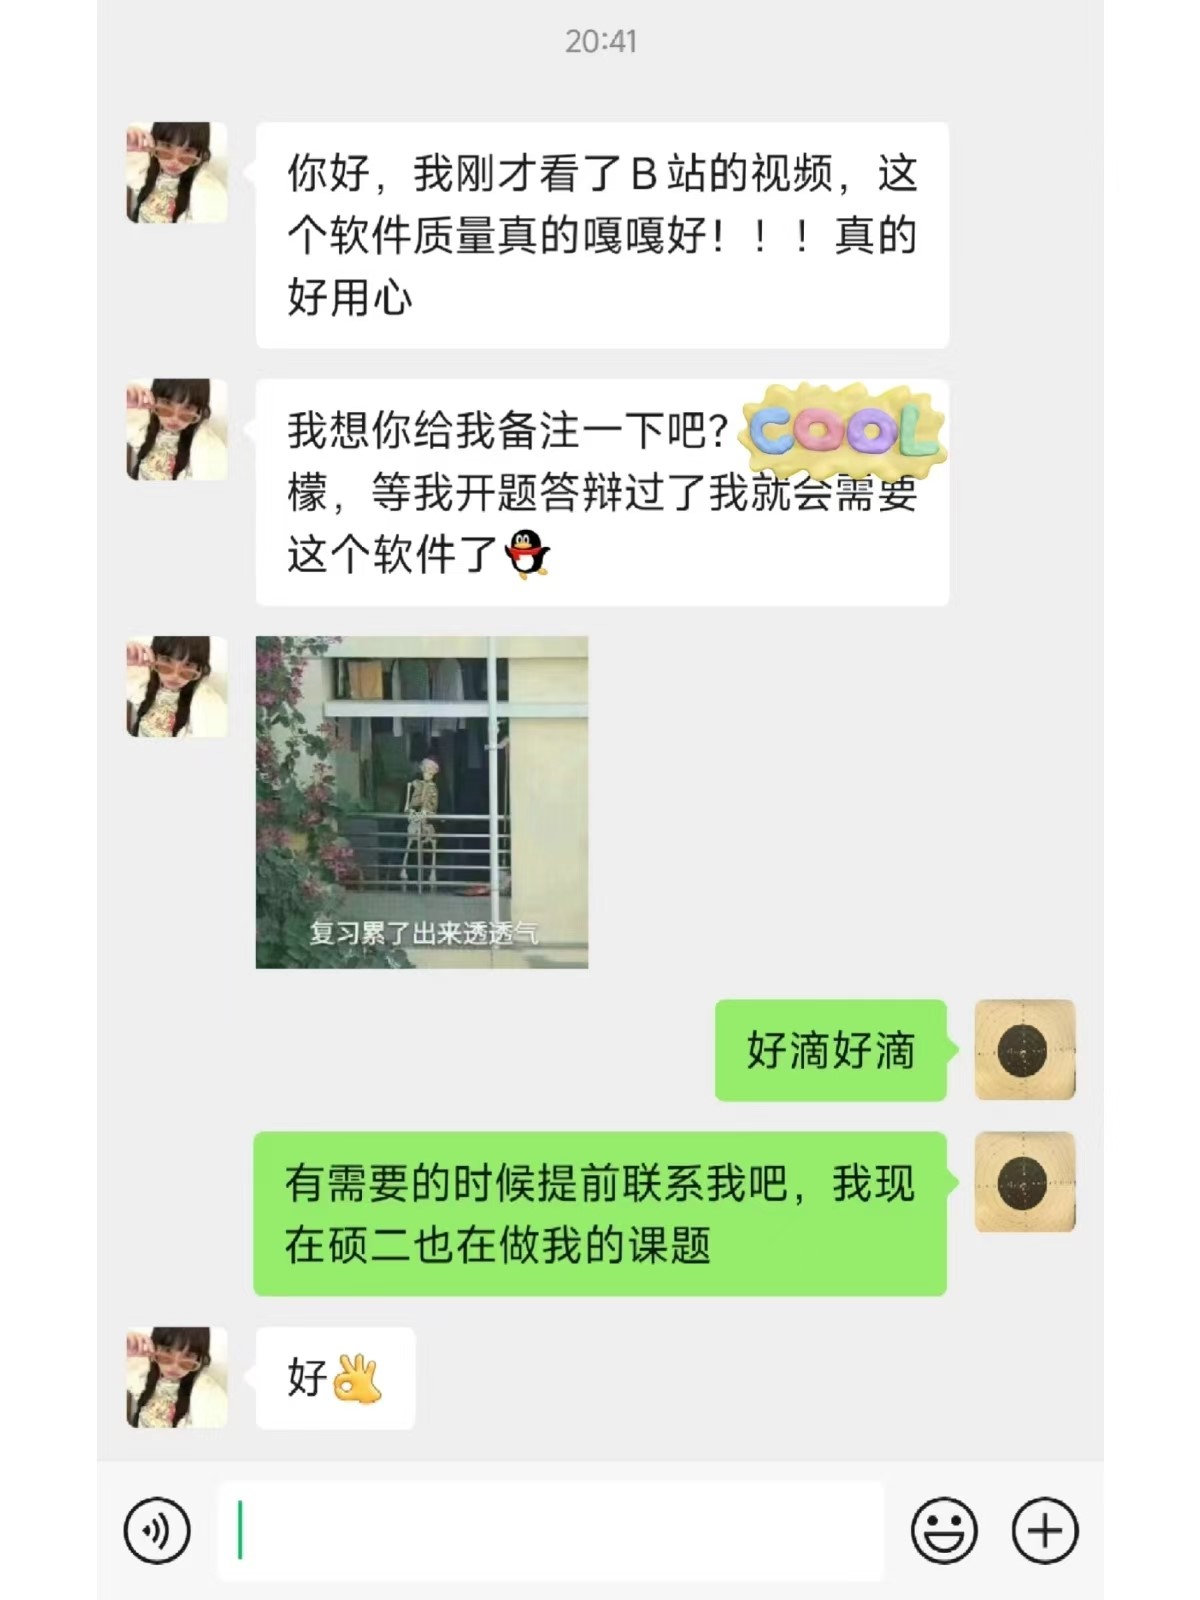 20:41
你好，我刚才看了B站的视频，这
个软件质量真的嘎嘎好！！！真的
好用心
我想你给我备注一下吧？COOL
檬，等我开题答辩过了我就会需要
这个软件了
复习累了出来透透气
好滴好滴
有需要的时候提前联系我吧，我现
在硕二也在做我的课题
好